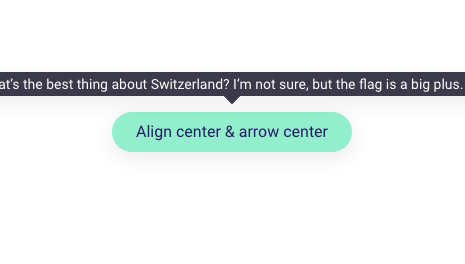 at's the best thing about Switzerland? I'm not sure, but the flag is a big plus.
Align center & arrow center